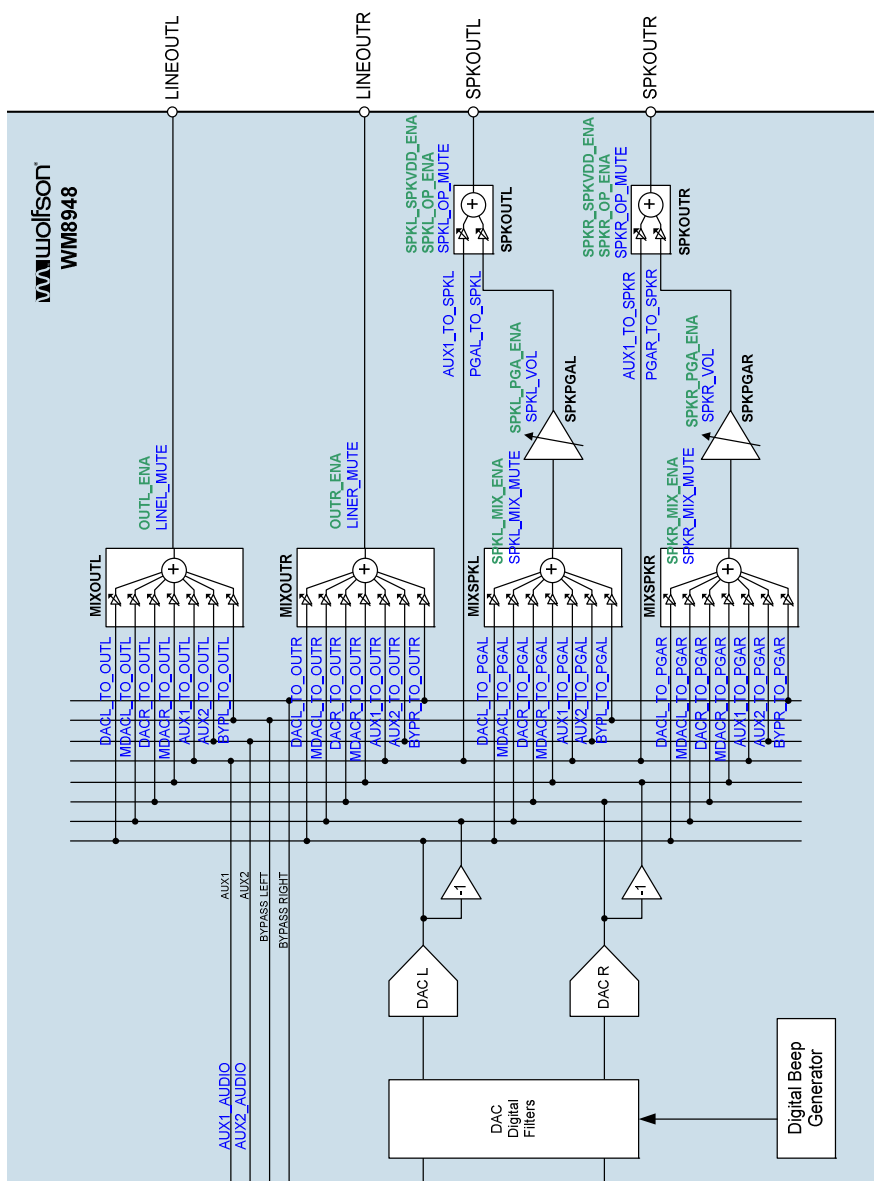 LINEOUTL
LINEOUTR
SPKOUTL
SPKOUTR
wolfson
WM8948
SPKL_SPKVDD_ENA
SPKL_OP_ENA
SPKL_OP_MUTE
SPKOUTL
SPKR_SPKVDD_ENA
SPKR_OP_ENA
SPKR_OP_MUTE
SPKOUTR
+
+
AUX1_TO_SPKL
PGAL_TO_SPKL
AUX1_TO_SPKR
PGAR_TO_SPKR
SPKL_PGA_ENA
SPKL_VOL
SPKPGAL
SPKR_PGA_ENA
SPKR_VOL
SPKPGAR
OUTL_ENA
LINEL_MUTE
OUTR_ENA
LINER_MUTE
SPKL_MIX_ENA
SPKL_MIX_MUTE
SPKR_MIX_ENA
SPKR_MIX_MUTE
MIXOUTL
+
MIXOUTR
+
MIXSPKL
+
MIXSPKR
+
DACL_TO_OUTL
MDACL_TO_OUTL
DACR_TO_OUTL
MDACR_TO_OUTL
AUX1_TO_OUTL
AUX2_TO_OUTL
BYPL_TO_OUTL
DACL_TO_OUTR
MDACL_TO_OUTR
DACR_TO_OUTR
MDACR_TO_OUTR
AUX1_TO_OUTR
AUX2_TO_OUTR
BYPR_TO_OUTR
DACL_TO_PGAL
MDACL_TO_PGAL
DACR_TO_PGAL
MDACR_TO_PGAL
AUX1_TO_PGAL
AUX2_TO_PGAL
BYPL_TO_PGAL
DACL_TO_PGAR
MDACL_TO_PGAR
DACR_TO_PGAR
MDACR_TO_PGAR
AUX1_TO_PGAR
AUX2_TO_PGAR
BYPR_TO_PGAR
AUX1
AUX2
BYPASS LEFT
BYPASS RIGHT
-1
-1
DAC L
DAC R
AUX1_AUDIO
AUX2_AUDIO
DAC
Digital
Filters
Digital Beep
Generator